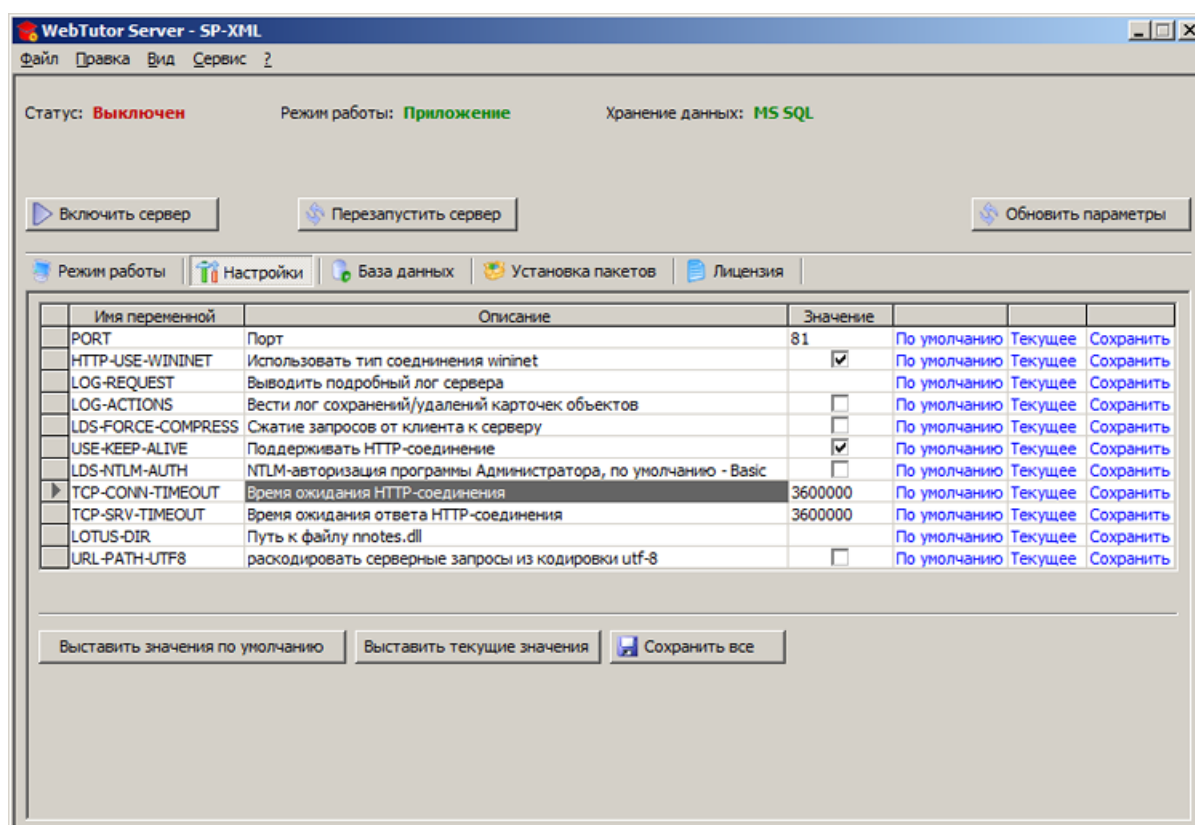 WebTutor Server - SP-XML
Файл Правка Вид Сервис ?
Статус: Выключен Режим работы: Приложение Хранение данных: MS SQL
Включить сервер Перезапустить сервер Обновить параметры
Режим работы Настройки База данных Установка пакетов Лицензия
Имя переменной Описание Значение
PORT Порт 81 По умолчанию Текущее Сохранить
HTTP-USE-WININET Использовать тип соеднинения wininet По умолчанию Текущее Сохранить
LOG-REQUEST Выводить подробный лог сервера По умолчанию Текущее Сохранить
LOG-ACTIONS Вести лог сохранений/удалений карточек объектов По умолчанию Текущее Сохранить
LDS-FORCE-COMPRESS Сжатие запросов от клиента к серверу По умолчанию Текущее Сохранить
USE-KEEP-ALIVE Поддерживать HTTP-соединение По умолчанию Текущее Сохранить
LDS-NTLM-AUTH NTLM-авторизация программы Администратора, по умолчанию - Basic По умолчанию Текущее Сохранить
TCP-CONN-TIMEOUT Время ожидания HTTP-соединения 3600000 По умолчанию Текущее Сохранить
TCP-SRV-TIMEOUT Время ожидания ответа HTTP-соединения 3600000 По умолчанию Текущее Сохранить
LOTUS-DIR Путь к файлу nnotes.dll По умолчанию Текущее Сохранить
URL-PATH-UTF8 раскодировать серверные запросы из кодировки utf-8 По умолчанию Текущее Сохранить
Выставить значения по умолчанию Выставить текущие значения Сохранить все